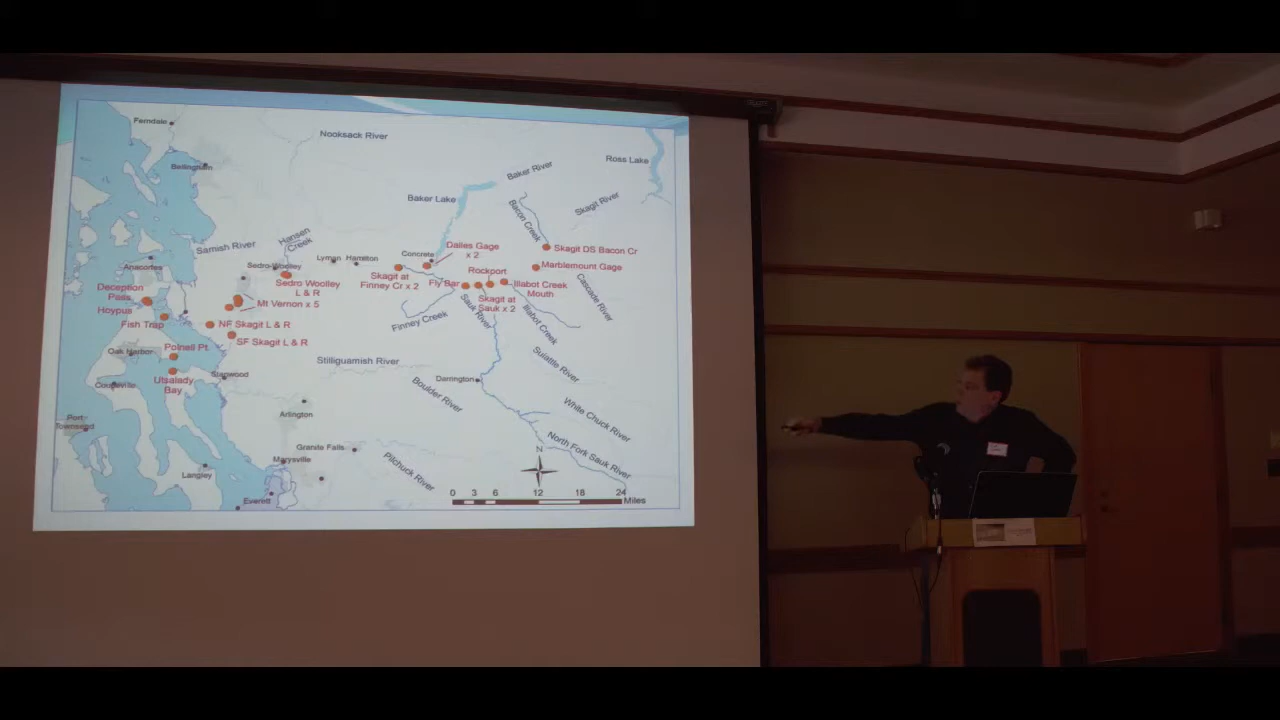 Ferndale
Nooksack River
Bellingham
Ross Lake
Baker River
Baker Lake
Skagit River
Bacon Creek
Samish River
Hansen
Creek
Dalles Gage
x 2
Skagit DS Bacon Cr
Concrete
Lyman
Hamilton
Sedro-Woolley
Anacortes
Marblemount Gage
Rockport
Skagit at
Finney Cr x 2
Fly Bar
Illabot Creek
Mouth
Sedro Woolley
L & R
Deception
Pass
Hoypus
Mt Vernon x 5
Skagit at
Sauk x 2
Cascade River
Sauk River
Illabot Creek
Finney Creek
Fish Trap
NF Skagit L & R
SF Skagit L & R
Polnell Pt.
Oak Harbor
Stilliguamish River
Suiattle River
Utsalady
Bay
Stanwood
Darrington
Coupeville
Boulder River
White Chuck River
Port
Townsend
Arlington
Granite Falls
North Fork Sauk River
Marysville
Pilchuck River
Langley
Everett
N
0 3 6 12 18 24
Miles